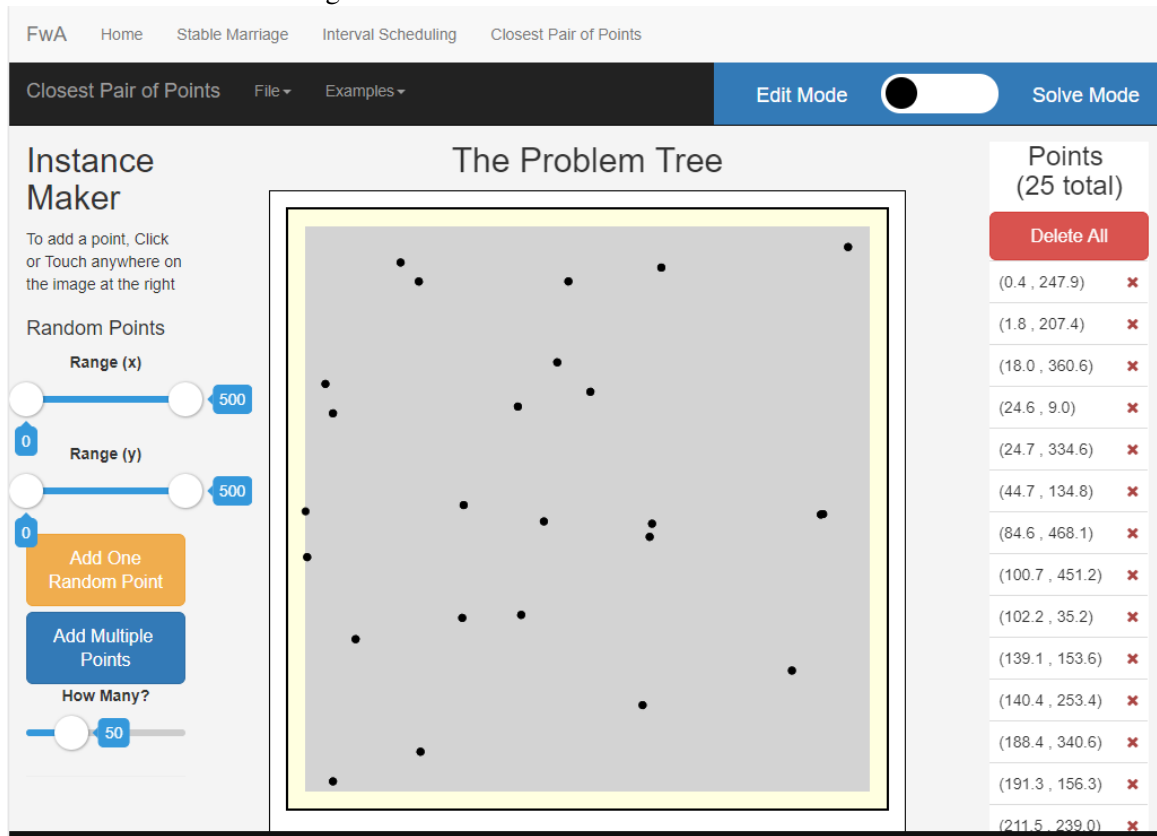 FwA Home Stable Marriage Interval Scheduling Closest Pair of Points
Closest Pair of Points File Examples Edit Mode Solve Mode
Instance
Maker
To add a point, Click
or Touch anywhere on
the image at the right
Random Points
Range (x)
500
0
Range (y)
500
0
Add One
Random Point
Add Multiple
Points
How Many?
50
The Problem Tree
Points
(25 total)
Delete All
(0.4 , 247.9)
(1.8 , 207.4)
(18.0 , 360.6)
(24.6 , 9.0)
(24.7 , 334.6)
(44.7 , 134.8)
(84.6 , 468.1)
(100.7 , 451.2)
(102.2 , 35.2)
(139.1 , 153.6)
(140.4 , 253.4)
(188.4 , 340.6)
(191.3 , 156.3)
(211.5 , 239.0)